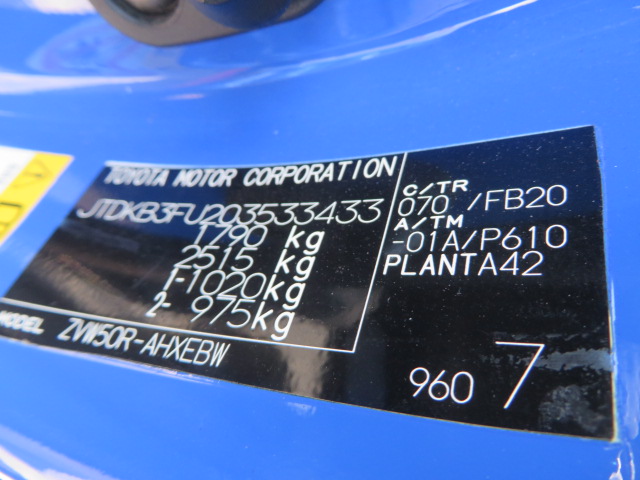 TOYOTA MOTOR CORPORATION
JTDKB3FU203533433
1790 kg
2515 kg
1-1020kg
2- 975kg
MODEL ZVW50R-AHXEBW
C/TR
070 /FB20
A/TM
-01A/P610
PLANTA42
960 7